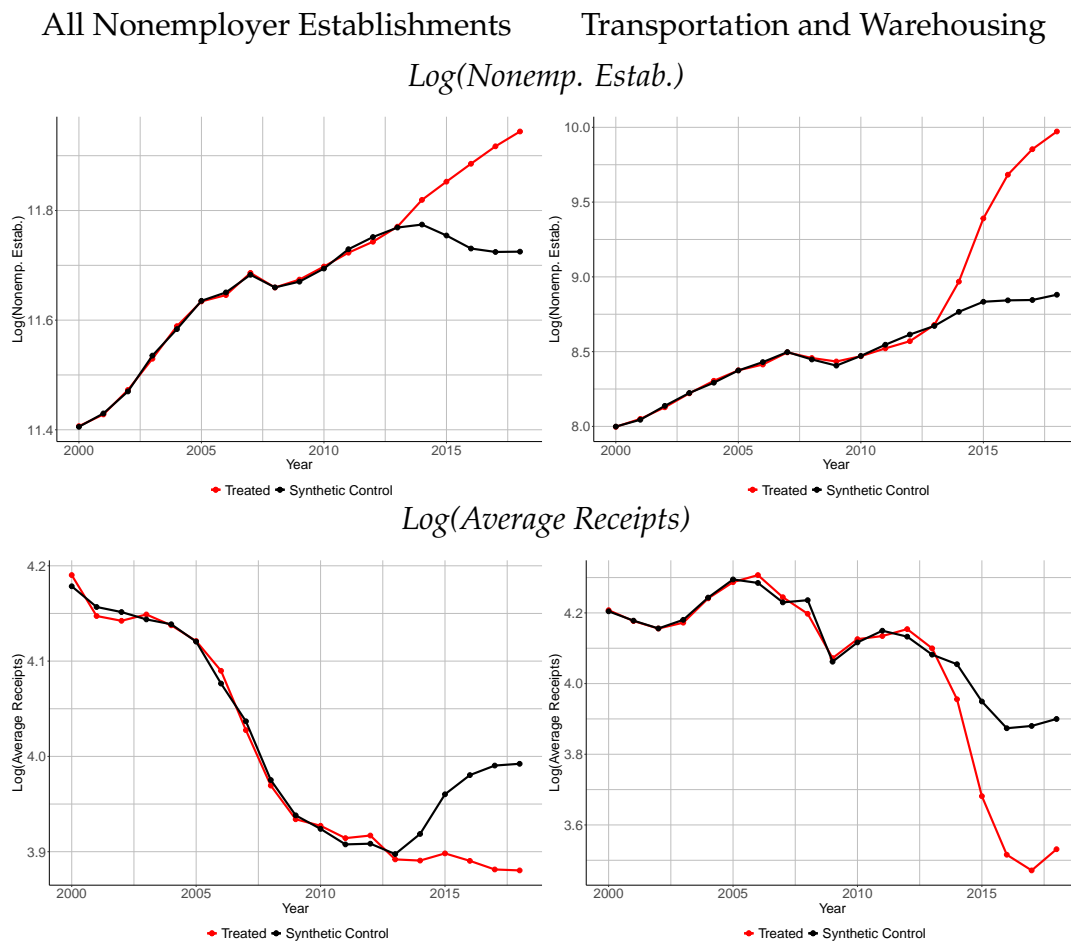 All Nonemployer Establishments
Transportation and Warehousing
Log(Nonemp. Estab.)
Log(Nonemp. Estab.)
11.8
11.6
11.4
2000 2005 2010 2015
Year
Treated Synthetic Control
Log(Nonemp. Estab.)
10.0
9.5
9.0
8.5
8.0
2000 2005 2010 2015
Year
Treated Synthetic Control
Log(Average Receipts)
Log(Average Receipts)
4.2
4.1
4.0
3.9
2000 2005 2010 2015
Year
Treated Synthetic Control
Log(Average Receipts)
4.2
4.0
3.8
3.6
2000 2005 2010 2015
Year
Treated Synthetic Control